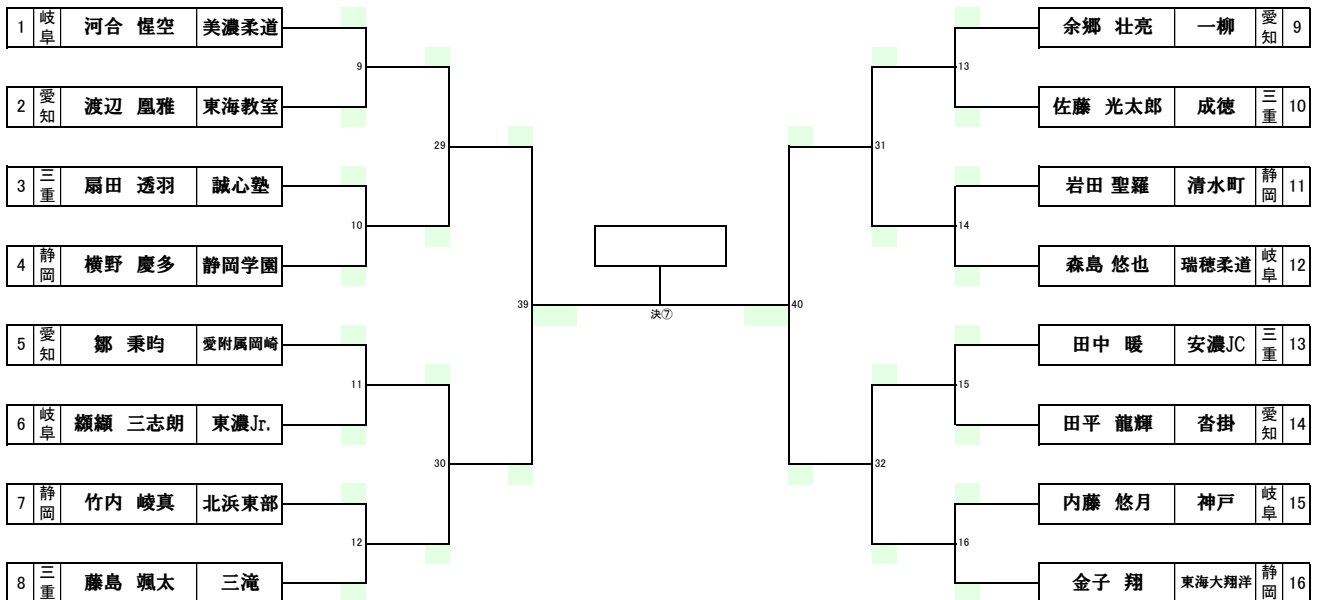 1 岐阜 河合 惺空 美濃柔道
2 愛知 渡辺 凰雅 東海教室
3 三重 扇田 透羽 誠心塾
4 静岡 横野 慶多 静岡学園
5 愛知 鄒 秉昀 愛附属岡崎
6 岐阜 纐纈 三志朗 東濃Jr.
7 静岡 竹内 崚真 北浜東部
8 三重 藤島 颯太 三滝
9
10
11
12
29
30
39
決⑦
40
31
32
13
14
15
16
余郷 壮亮 一柳 愛知 9
佐藤 光太郎 成徳 三重 10
岩田 聖羅 清水町 静岡 11
森島 悠也 瑞穂柔道 岐阜 12
田中 暖 安濃JC 三重 13
田平 龍輝 沓掛 愛知 14
内藤 悠月 神戸 岐阜 15
金子 翔 東海大翔洋 静岡 16